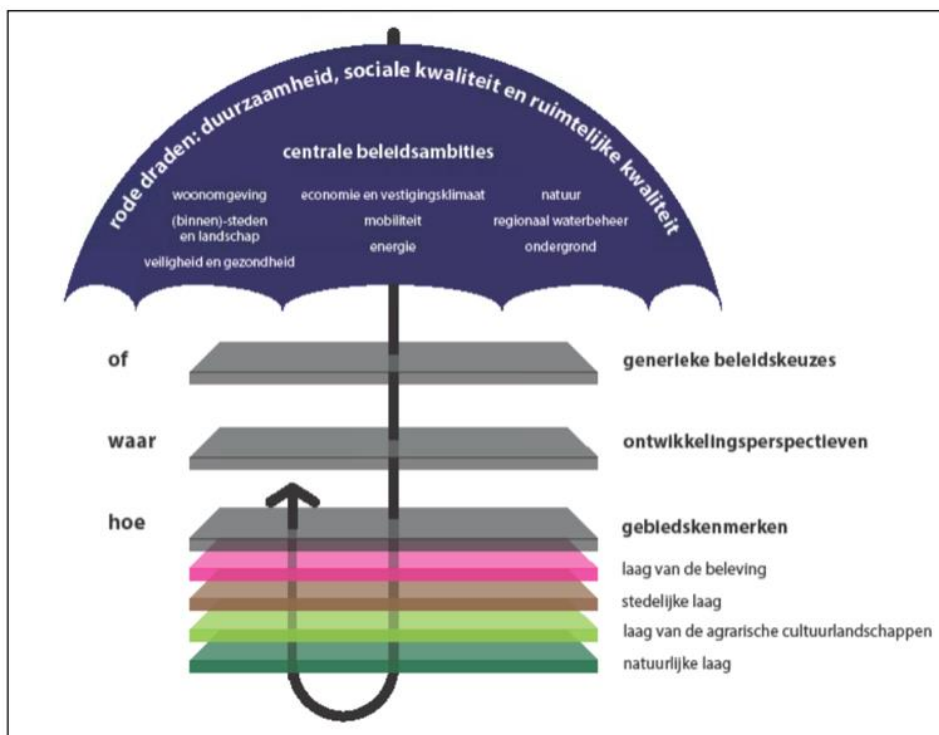 rode draden: duurzaamheid, sociale kwaliteit en ruimtelijke kwaliteit
centrale beleidsambities
woonomgeving
(binnen)-steden
en landschap
veiligheid en gezondheid
economie en vestigingsklimaat
mobiliteit
energie
natuur
regionaal waterbeheer
ondergrond
of
generieke beleidskeuzes
waar
ontwikkelingsperspectieven
hoe
gebiedskenmerken
laag van de beleving
stedelijke laag
laag van de agrarische cultuurlandschappen
natuurlijke laag